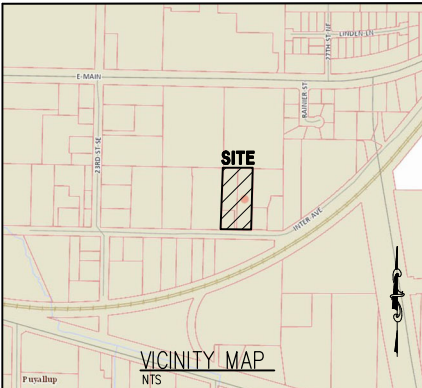 LINDEN LN
27TH ST NE
E MAIN
RAINIER ST
23RD ST SE
SITE
INTER AVE
VICINITY MAP
NTS
Puyallup